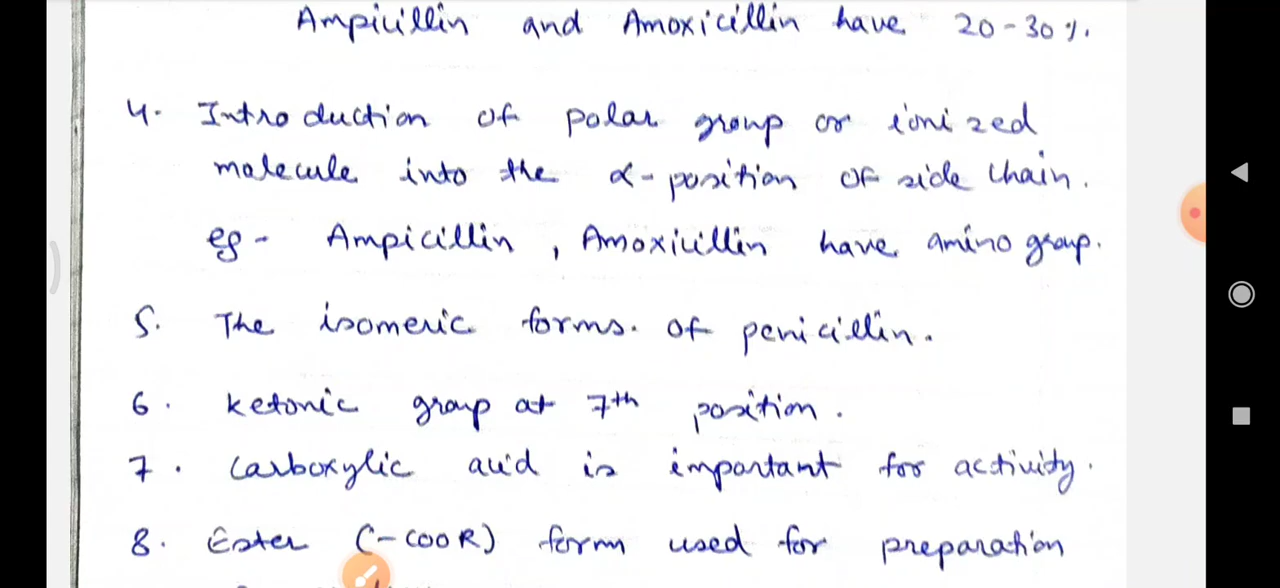 Ampicillin and Amoxicillin have 20-30%.
4. Introduction of polar group or ionized
molecule into the α-position of side chain.
eg- Ampicillin, Amoxicillin have amino group.
5. The isomeric forms. of penicillin.
6. Ketonic group at 7th position.
7. Carboxylic acid is important for activity.
8. Ester (-COOR) form used for preparation